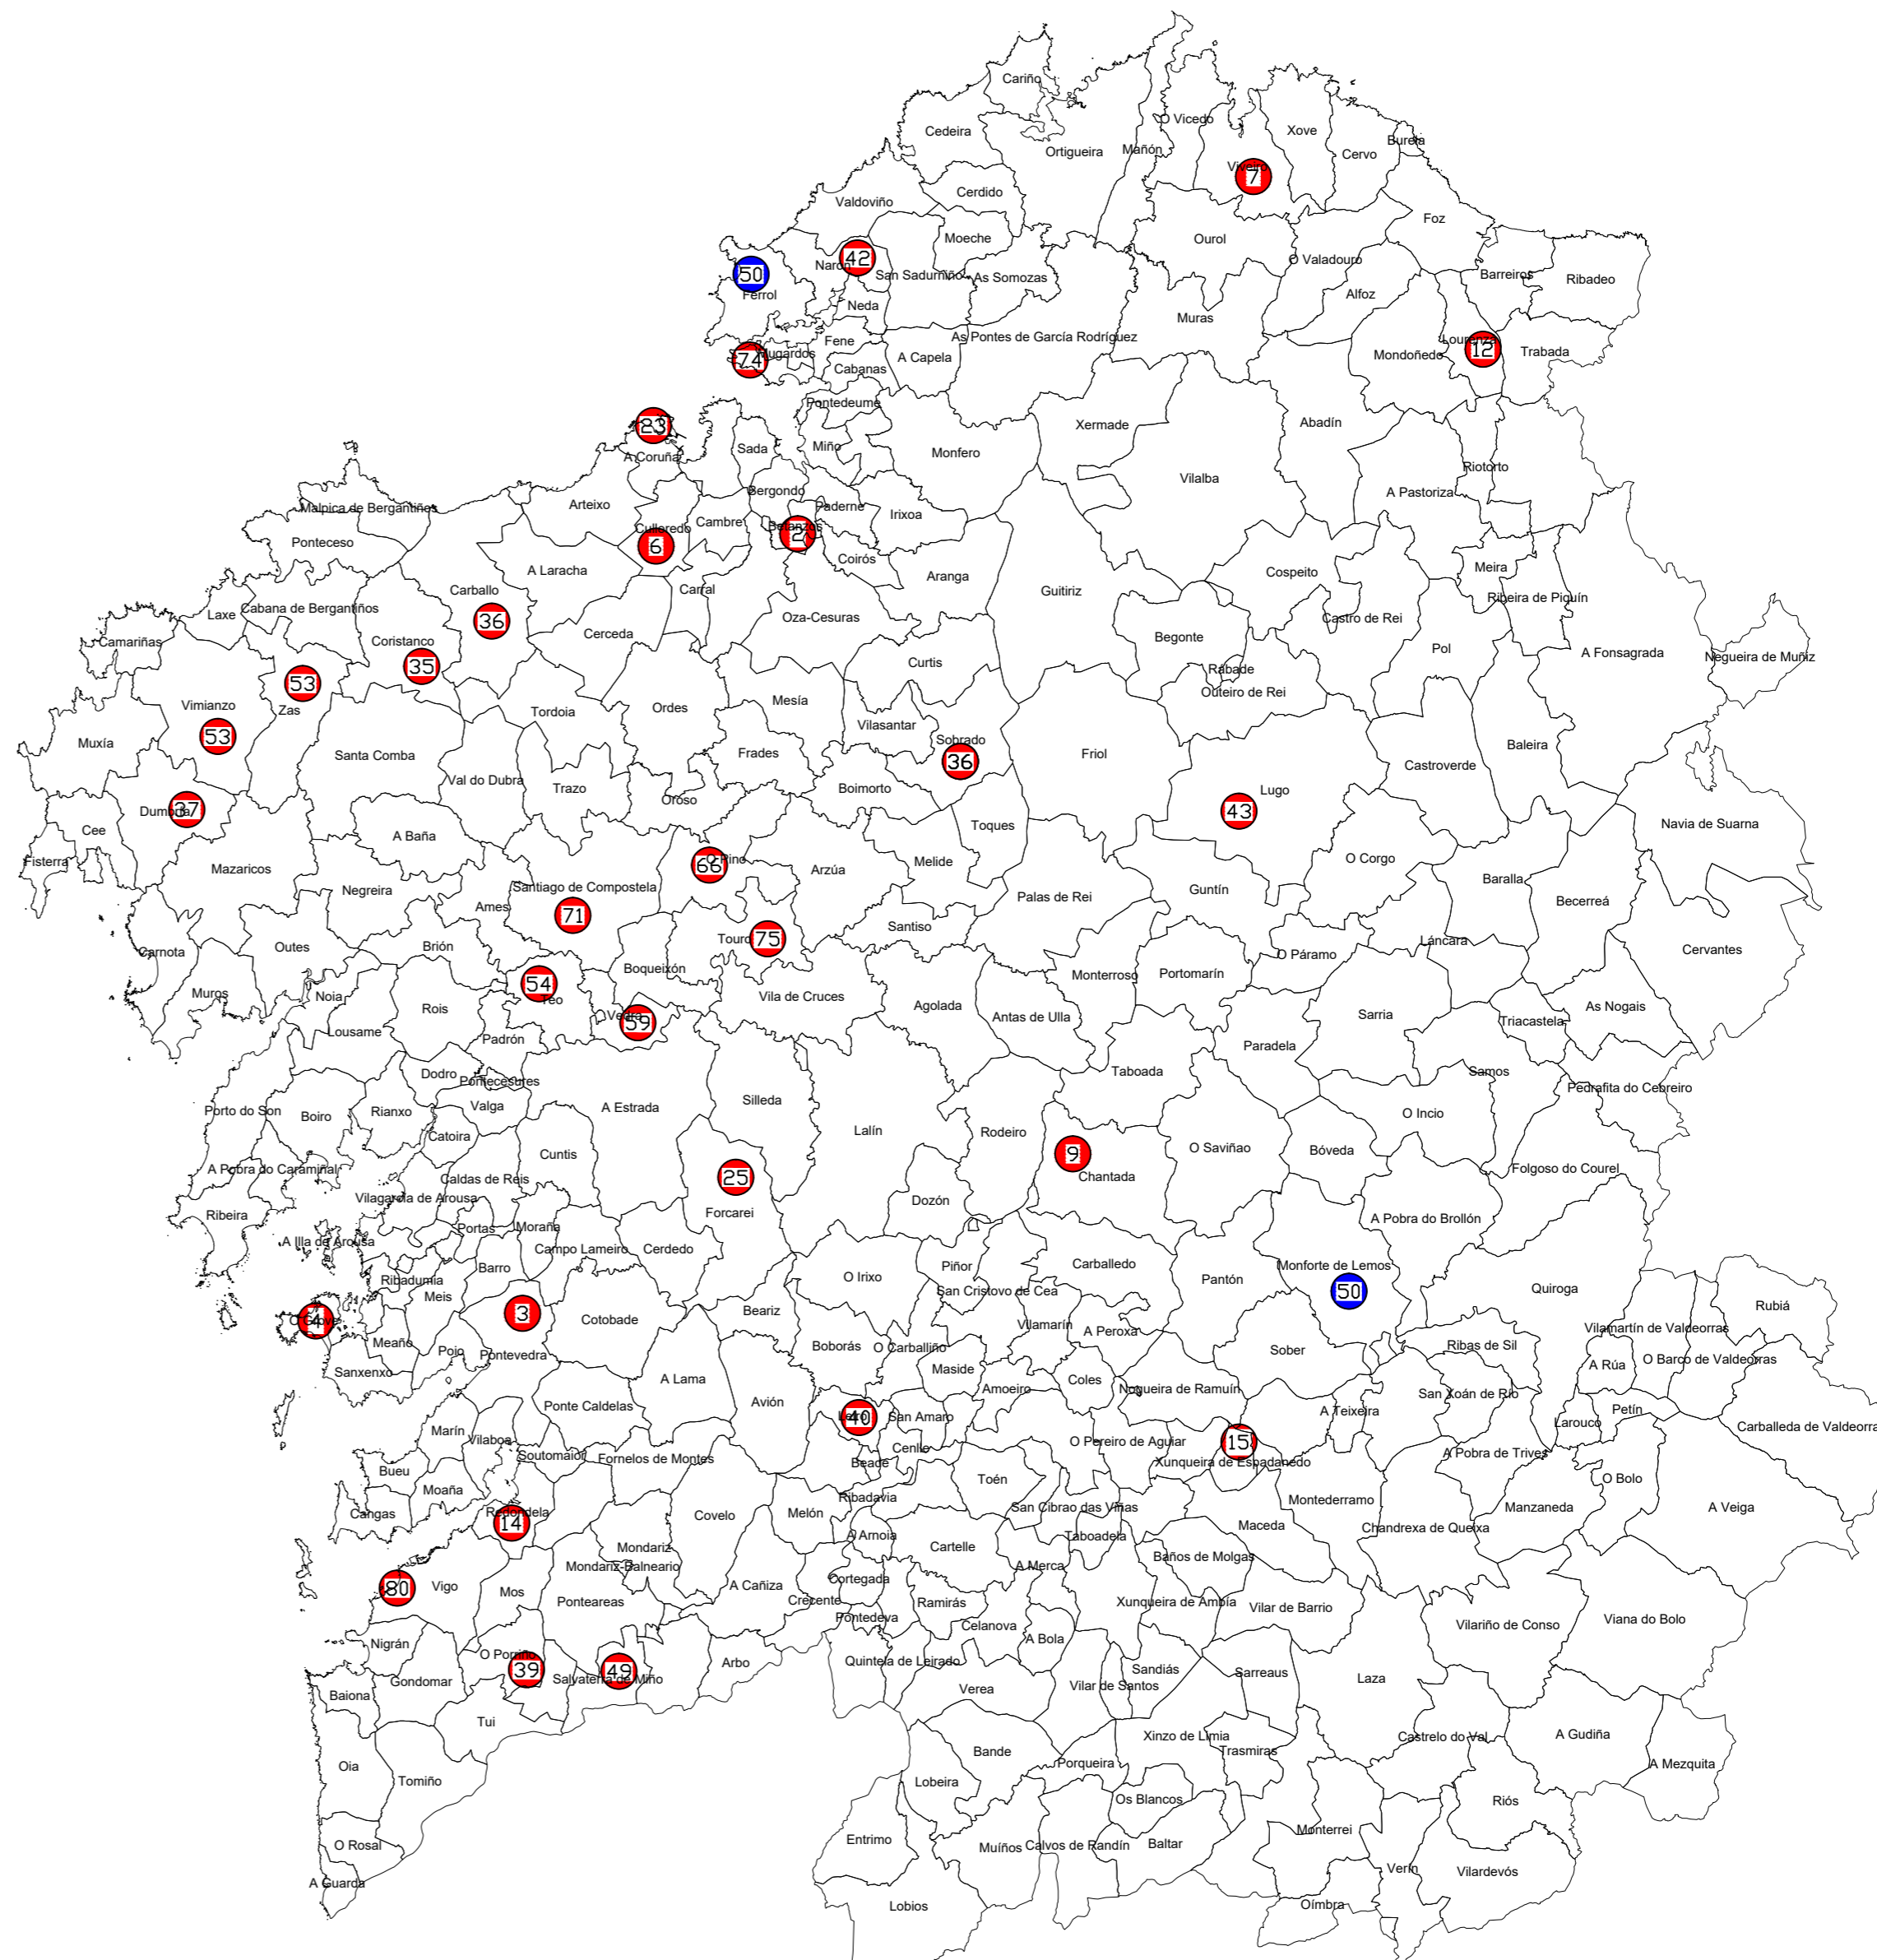 Cariño
O Vicedo
Xove
Cedeira
Burela
Ortigueira
Mañón
Cervo
Viveiro
7
Cerdido
Valdoviño
Foz
Moeche
Ourol
42
Narón
O Valadouro
50
San Sadurniño
As Somozas
Barreiros
Ribadeo
Ferrol
Neda
Alfoz
Muras
Fene
As Pontes de García Rodríguez
Lourenzá
12
74
Mugardos
A Capela
Mondoñedo
Trabada
Cabanas
Pontedeume
23
Xermade
Abadín
Sada
Miño
Monfero
A Coruña
Riotorto
Vilalba
Bergondo
A Pastoriza
Malpica de Bergantiños
Arteixo
Paderne
Irixoa
Culleredo
Cambre
Betanzos
2
Ponteceso
6
Coirós
A Laracha
Meira
Aranga
Cospeito
Carballo
Carral
Guitiriz
Ribeira de Piquín
Laxe
Cabana de Bergantiños
36
Oza-Cesuras
Castro de Rei
Cerceda
Begonte
Camariñas
Coristanco
35
Pol
A Fonsagrada
Negueira de Muñiz
Curtis
Rábade
53
Outeiro de Rei
Mesía
Vimianzo
Zas
Ordes
Tordoia
Vilasantar
53
Sobrado
Muxía
Baleira
Santa Comba
Frades
Friol
36
Castroverde
Val do Dubra
Trazo
Boimorto
Lugo
Oroso
Dumbría
37
43
Toques
Navia de Suarna
Cee
A Baña
O Corgo
Fisterra
O Pino
66
Melide
Mazaricos
Arzúa
Baralla
Santiago de Compostela
Negreira
Guntín
Palas de Rei
Becerreá
Ames
71
Santiso
Touro
75
Láncara
Outes
Brión
Carnota
Cervantes
O Páramo
Boqueixón
Monterroso
Portomarín
54
Muros
Noia
Vila de Cruces
Teo
Agolada
As Nogais
Rois
Vedra
59
Antas de Ulla
Sarria
Triacastela
Lousame
Padrón
Paradela
Dodro
Taboada
Samos
Pontecesures
Pedrafita do Cebreiro
Silleda
Valga
A Estrada
Porto do Son
Boiro
Rianxo
O Incio
Lalín
Rodeiro
Catoira
O Saviñao
Bóveda
Cuntis
9
A Pobra do Caramiñal
Folgoso do Courel
Caldas de Reis
25
Chantada
Vilagarcía de Arousa
Dozón
Ribeira
Forcarei
A Pobra do Brollón
Portas
Moraña
A Illa de Arousa
Campo Lameiro
Cerdedo
Barro
Piñor
Carballedo
Monforte de Lemos
O Irixo
Ribadumia
Pantón
Quiroga
San Cristovo de Cea
50
Meis
Rubiá
Beariz
3
O Grove
4
Cotobade
Vilamarín
Vilamartín de Valdeorras
A Peroxa
Meaño
Boborás
O Carballiño
Ribas de Sil
Poio
Pontevedra
Sober
O Barco de Valdeorras
A Rúa
Sanxenxo
Maside
A Lama
Coles
Amoeiro
Nogueira de Ramuín
San Xoán de Río
Avión
Ponte Caldelas
Petín
A Teixeira
Leiro
40
San Amaro
Larouco
Marín
Carballeda de Valdeorra
Vilaboa
O Pereiro de Aguiar
15
Cenlle
A Pobra de Trives
Soutomaior
Fornelos de Montes
Beade
Xunqueira de Espadanedo
Bueu
Toén
O Bolo
Moaña
Ribadavia
Montederramo
Redondela
Cangas
14
Covelo
Melón
San Cibrao das Viñas
Manzaneda
A Veiga
Maceda
Chandrexa de Queixa
A Arnoia
Taboadela
Mondariz
Cartelle
Baños de Molgas
Mondariz-Balneario
A Merca
Cortegada
Vigo
80
Mos
A Cañiza
Ponteareas
Crecente
Ramirás
Xunqueira de Ambía
Vilar de Barrio
Pontedeva
Viana do Bolo
Celanova
Vilariño de Conso
A Bola
Nigrán
O Porriño
39
49
Quintela de Leirado
Arbo
Sandiás
Sarreaus
Gondomar
Salvaterra de Miño
Laza
Vilar de Santos
Verea
Baiona
Tui
Xinzo de Limia
Castrelo do Val
A Gudiña
Bande
Trasmiras
Oia
Porqueira
A Mezquita
Tomiño
Lobeira
Os Blancos
Riós
Monterrei
Entrimo
O Rosal
Muíños
Calvos de Randín
Baltar
Verín
Vilardevós
A Guarda
Oímbra
Lobios